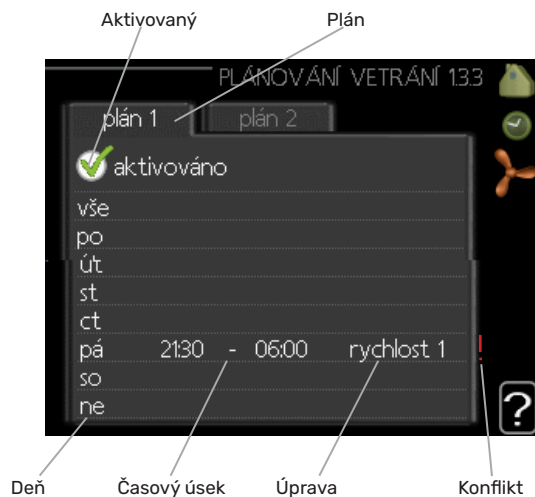 Aktivovaný Plán
PLÁNOVÁNÍ VETRÁNÍ 1.3.3
plán 1 plán 2
aktivováno
vše
po
út
st
ct
pá 21:30 - 06:00 rychlost 1 !
so
ne
?
Deň Časový úsek Úprava Konflikt